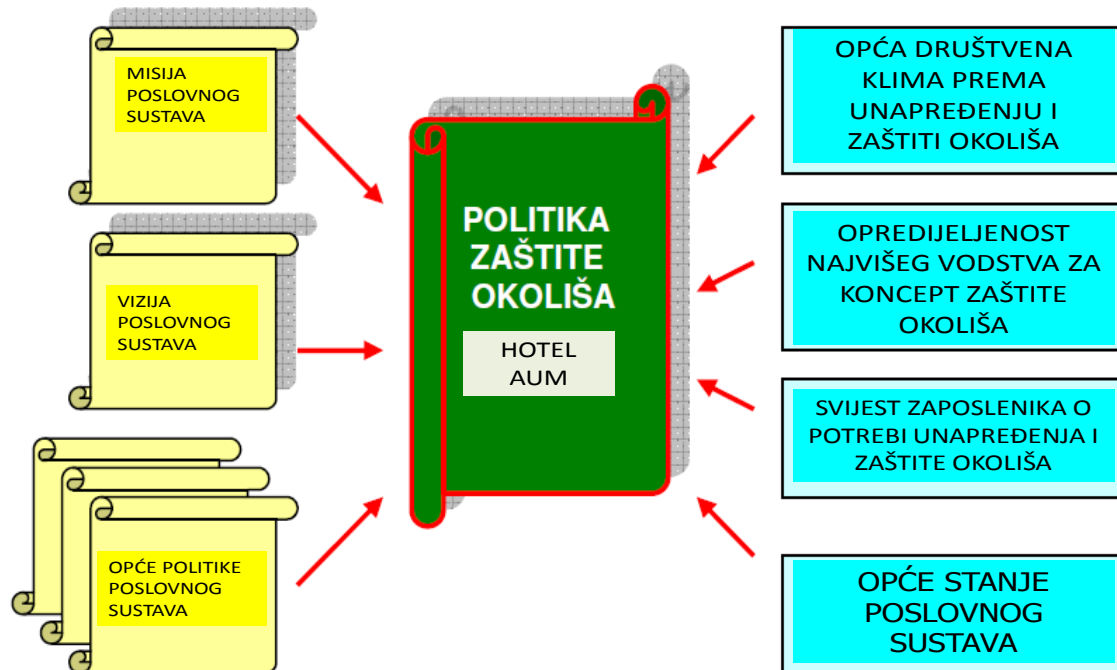 MISIJA
POSLOVNOG
SUSTAVA
VIZIJA
POSLOVNOG
SUSTAVA
OPĆE POLITIKE
POSLOVNOG
SUSTAVA
POLITIKA
ZAŠTITE
OKOLIŠA
HOTEL
AUM
OPĆA DRUŠTVENA
KLIMA PREMA
UNAPREĐENJU I
ZAŠTITI OKOLIŠA
OPREDIJELJENOST
NAJVIŠEG VODSTVA ZA
KONCEPT ZAŠTITE
OKOLIŠA
SVIJEST ZAPOSLENIKA O
POTREBI UNAPREĐENJA I
ZAŠTITE OKOLIŠA
OPĆE STANJE
POSLOVNOG
SUSTAVA